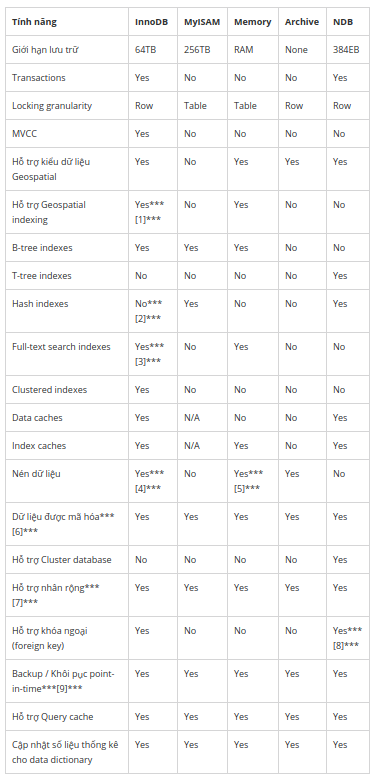 Tính năng InnoDB MyISAM Memory Archive NDB
Giới hạn lưu trữ 64TB 256TB RAM None 384EB
Transactions Yes No No No Yes
Locking granularity Row Table Table Row Row
MVCC Yes No No No No
Hỗ trợ kiểu dữ liệu Yes No Yes Yes Yes
Geospatial
Hỗ trợ Geospatial Yes*** No Yes No No
indexing [1]***
B-tree indexes Yes Yes Yes No No
T-tree indexes No No No No Yes
Hash indexes No*** Yes No No Yes
[2]***
Full-text search indexes Yes*** No Yes No No
[3]***
Clustered indexes Yes No No No No
Data caches Yes N/A No No Yes
Index caches Yes N/A Yes No Yes
Nén dữ liệu Yes*** No Yes*** Yes No
[4]*** [5]***
Dữ liệu được mã hóa*** Yes Yes Yes Yes Yes
[6]***
Hỗ trợ Cluster database No No No No Yes
Hỗ trợ nhân rộng*** Yes Yes Yes Yes Yes
[7]***
Hỗ trợ khóa ngoại Yes No No No Yes***
(foreign key) [8]***
Backup / Khôi pục point- Yes Yes Yes Yes Yes
in-time***[9]***
Hỗ trợ Query cache Yes Yes Yes Yes Yes
Cập nhật số liệu thống kê Yes Yes Yes Yes Yes
cho data dictionary